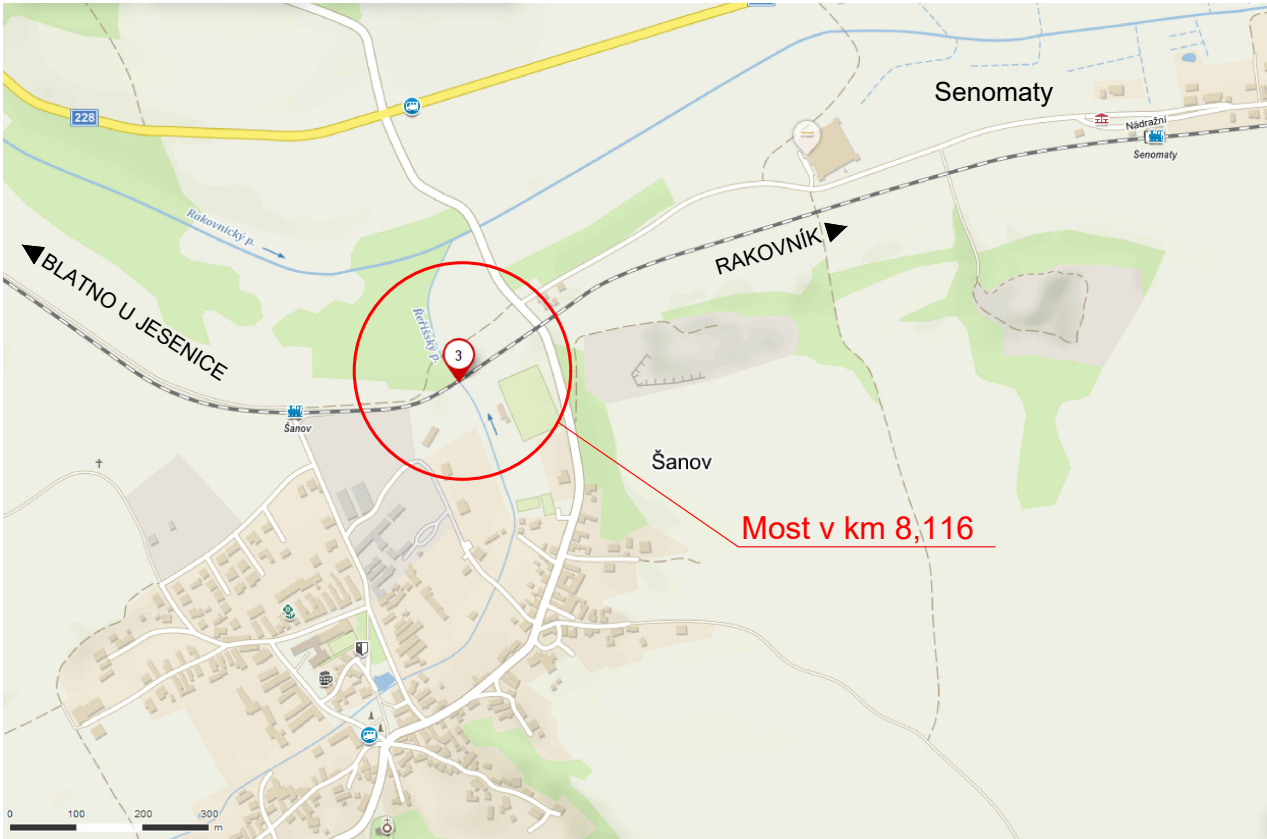 228
Senomaty
Nádražní
Senomaty
Rakovnický p.
BLATNO U JESENICE
RAKOVNÍK
Řeřišský p.
3
Šanov
Šanov
Most v km 8,116
0 100 200 300
m